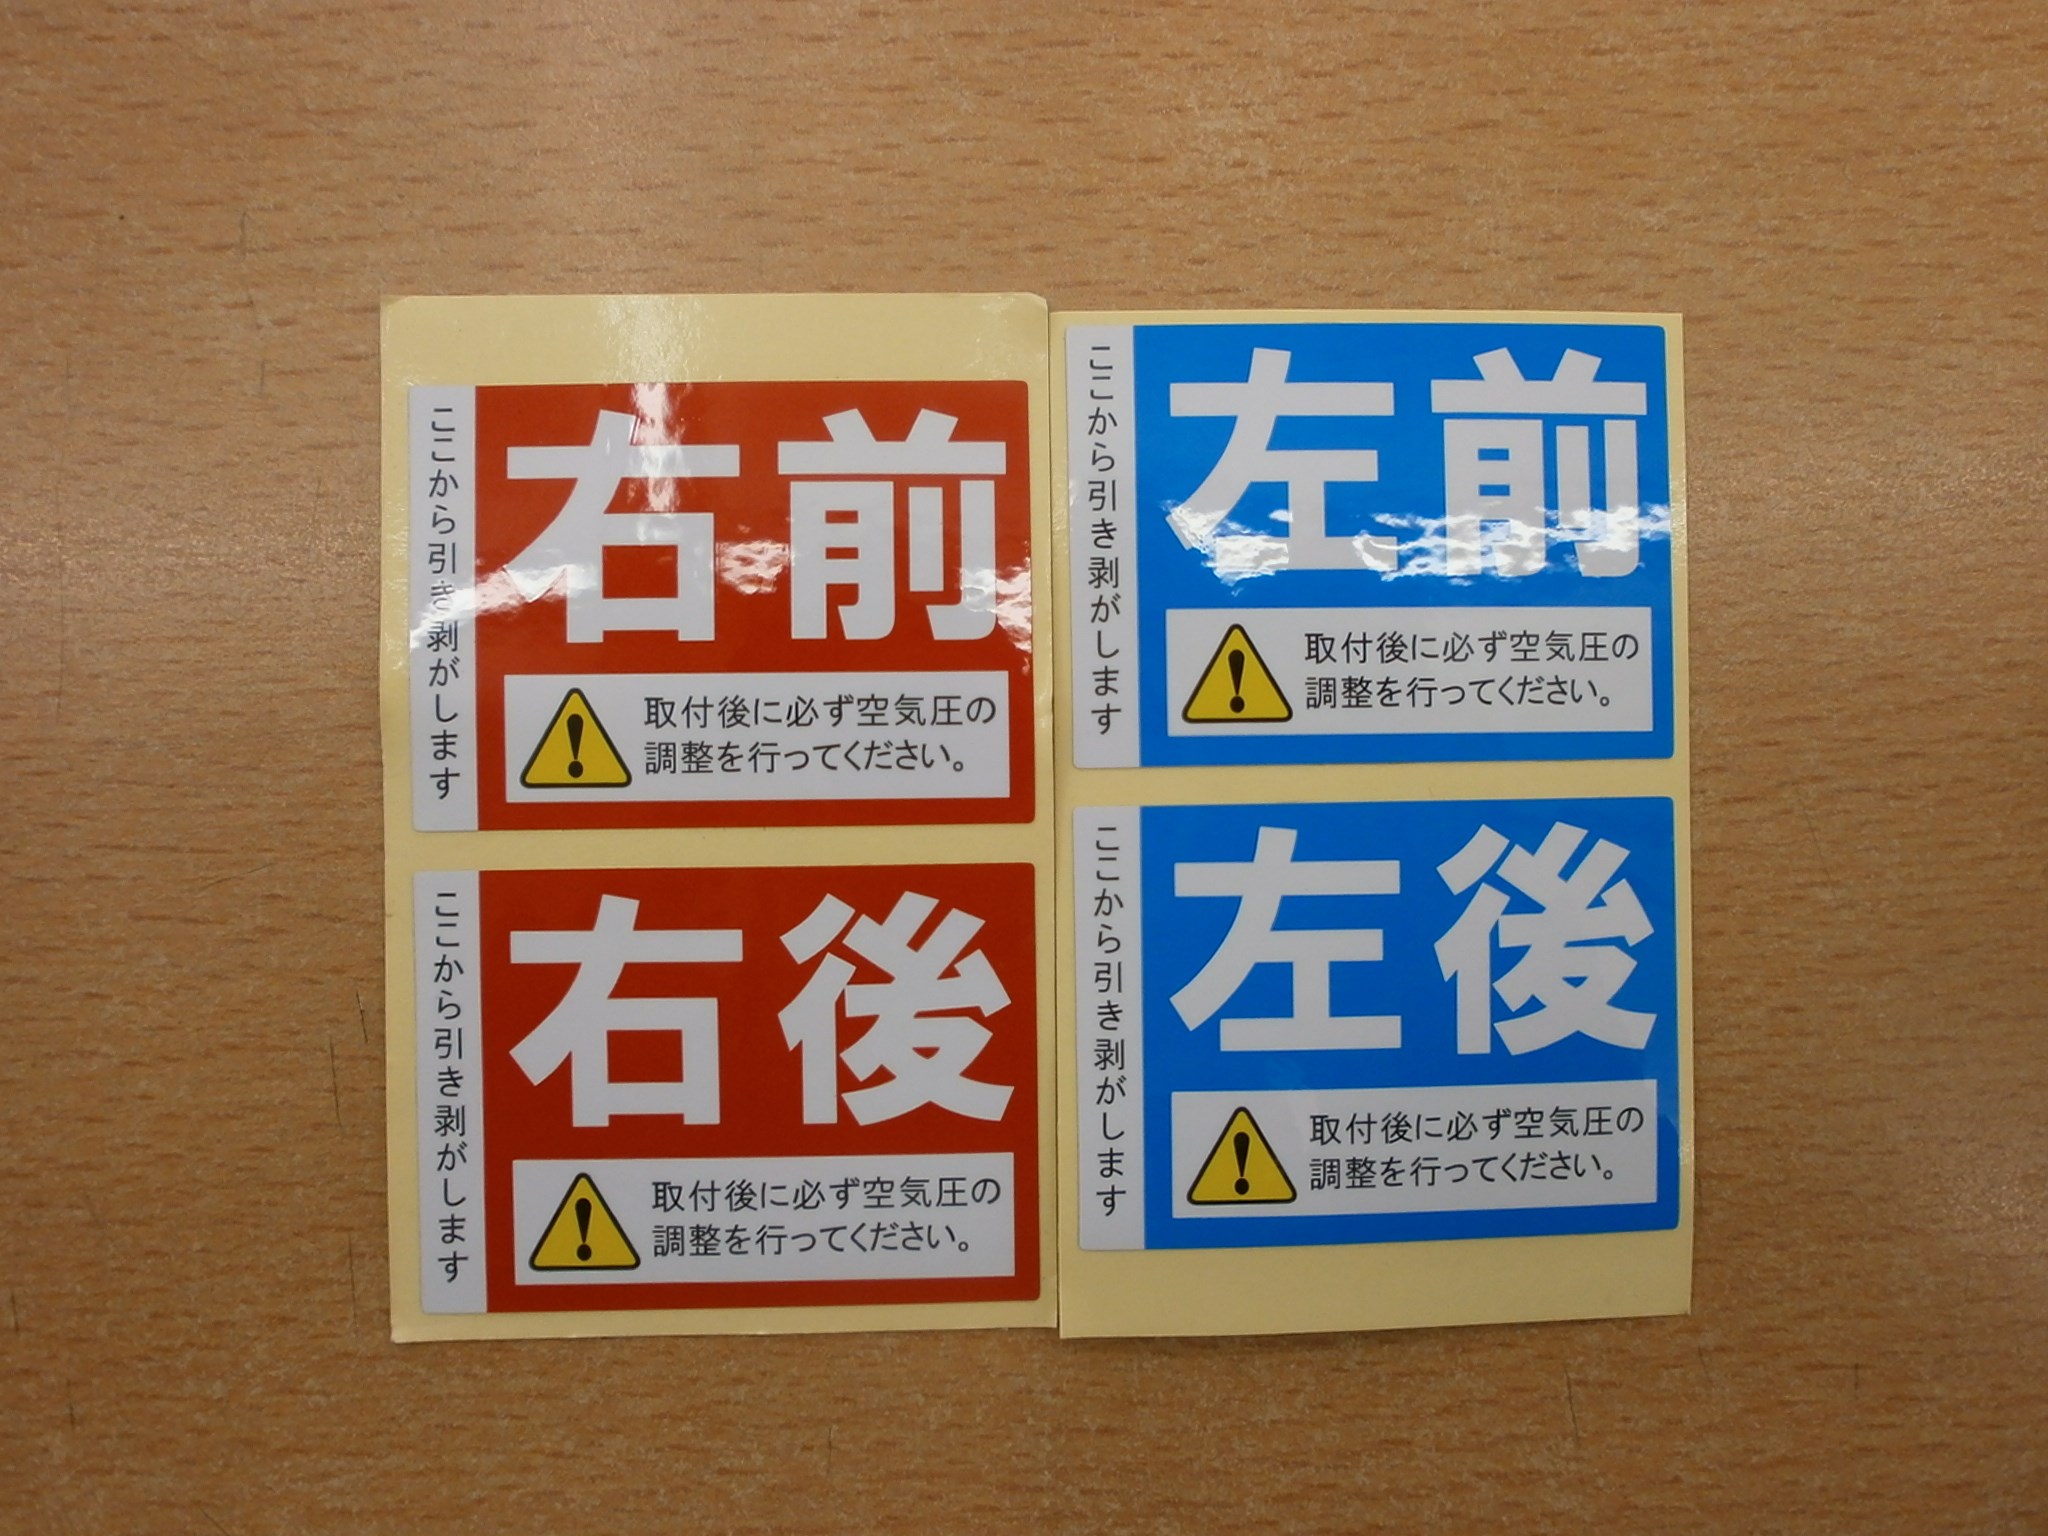 ここから引き剥がします
右前
取付後に必ず空気圧の
調整を行ってください。
ここから引き剥がします
右後
取付後に必ず空気圧の
調整を行ってください。
ここから引き剥がします
左前
取付後に必ず空気圧の
調整を行ってください。
ここから引き剥がします
左後
取付後に必ず空気圧の
調整を行ってください。